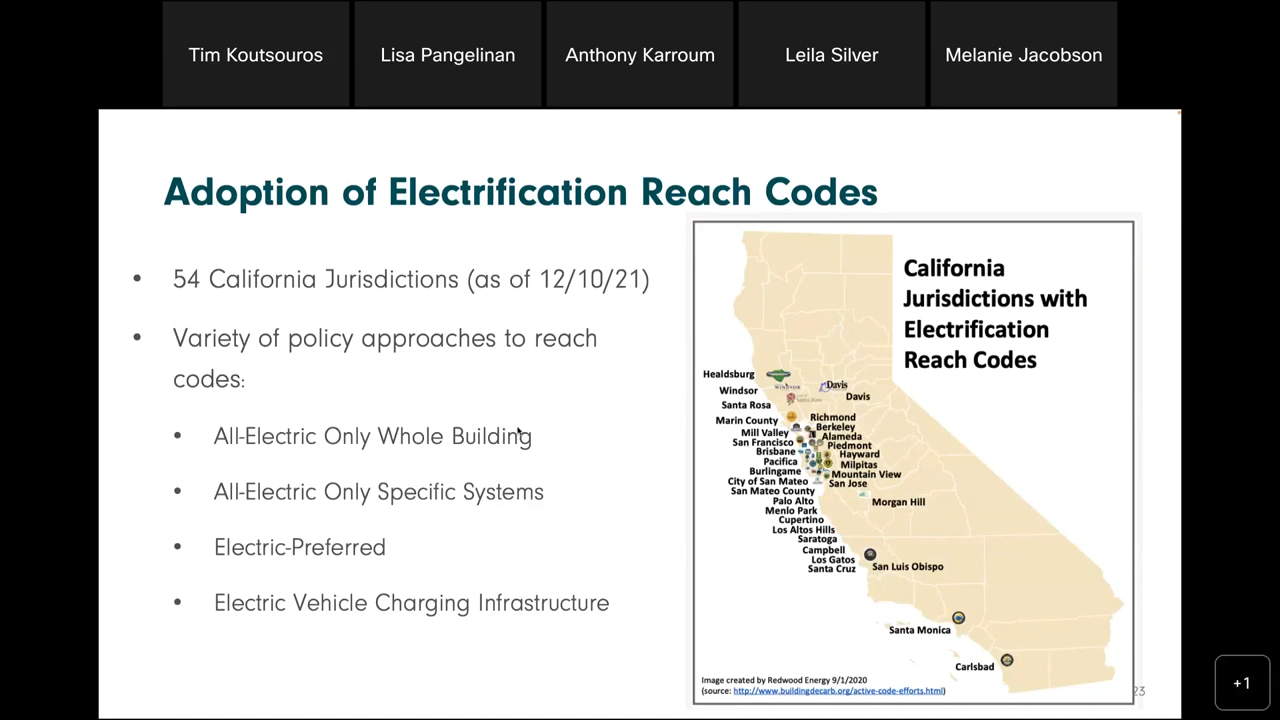 Tim Koutsouros
Lisa Pangelinan
Anthony Karroum
Leila Silver
Melanie Jacobson
Adoption of Electrification Reach Codes
• 54 California Jurisdictions (as of 12/10/21)
• Variety of policy approaches to reach
codes:
• All-Electric Only Whole Building
• All-Electric Only Specific Systems
• Electric-Preferred
• Electric Vehicle Charging Infrastructure
California
Jurisdictions with
Electrification
Reach Codes
Healdsburg
Windsor
WINDSOR
Santa Rosa
Marin County
Mill Valley
San Francisco
Brisbane
Pacifica
Burlingame
City of San Mateo
San Mateo County
Palo Alto
Menlo Park
Cupertino
Los Altos Hills
Saratoga
Campbell
Los Gatos
Santa Cruz
Davis
Davis
Richmond
Berkeley
Alameda
Piedmont
Hayward
Milpitas
Mountain View
San Jose
Morgan Hill
San Luis Obispo
Santa Monica
Carlsbad
Image created by Redwood Energy 9/1/2020
(source: http://www.buildingdecarb.org/active-code-efforts.html)
23
+1